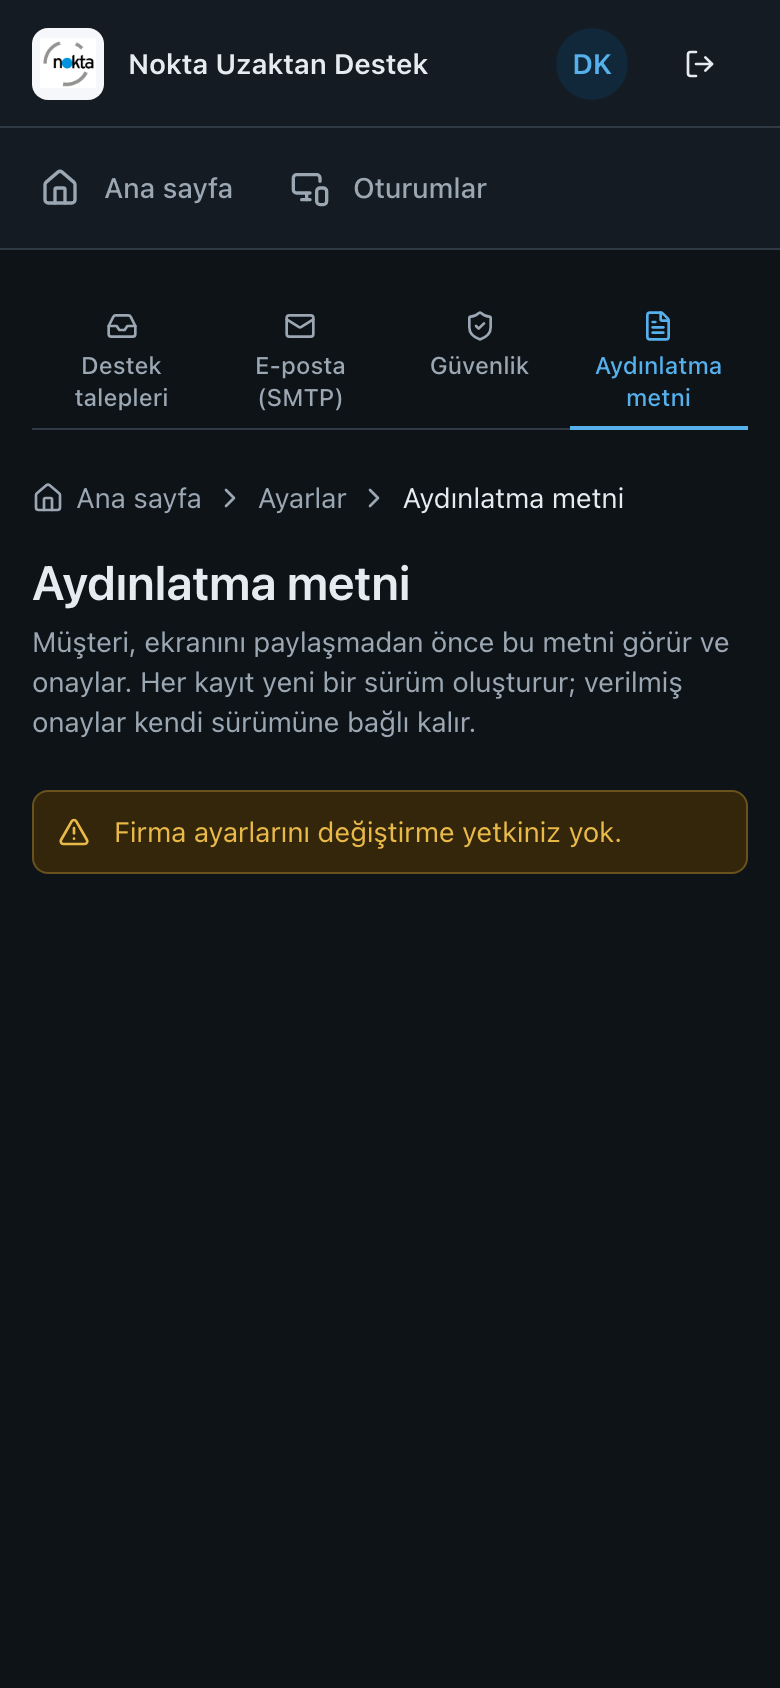 nokta
Nokta Uzaktan Destek
DK
Ana sayfa
Oturumlar
Destek
talepleri
E-posta
(SMTP)
Güvenlik
Aydınlatma
metni
Ana sayfa > Ayarlar > Aydınlatma metni
Aydınlatma metni
Müşteri, ekranını paylaşmadan önce bu metni görür ve
onaylar. Her kayıt yeni bir sürüm oluşturur; verilmiş
onaylar kendi sürümüne bağlı kalır.
Firma ayarlarını değiştirme yetkiniz yok.